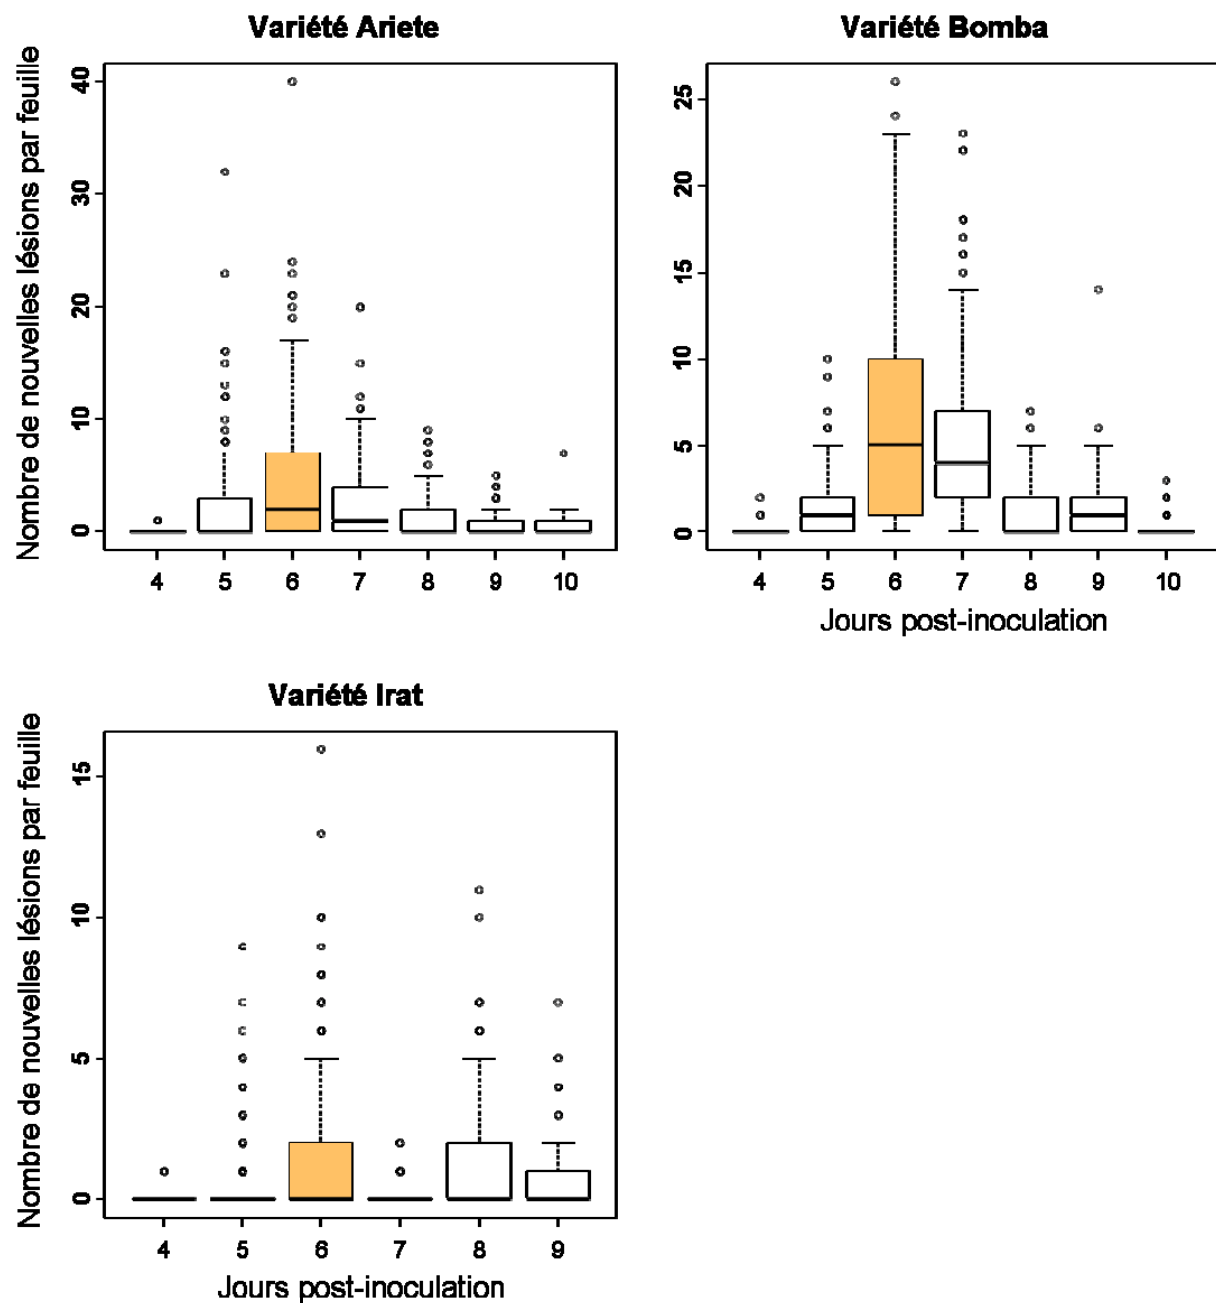 Variété Ariete
Nombre de nouvelles lésions par feuille
40
30
20
10
0
4 5 6 7 8 9 10
Variété Bomba
25
20
15
10
5
0
4 5 6 7 8 9 10
Jours post-inoculation
Variété Irat
Nombre de nouvelles lésions par feuille
15
10
5
0
4 5 6 7 8 9
Jours post-inoculation